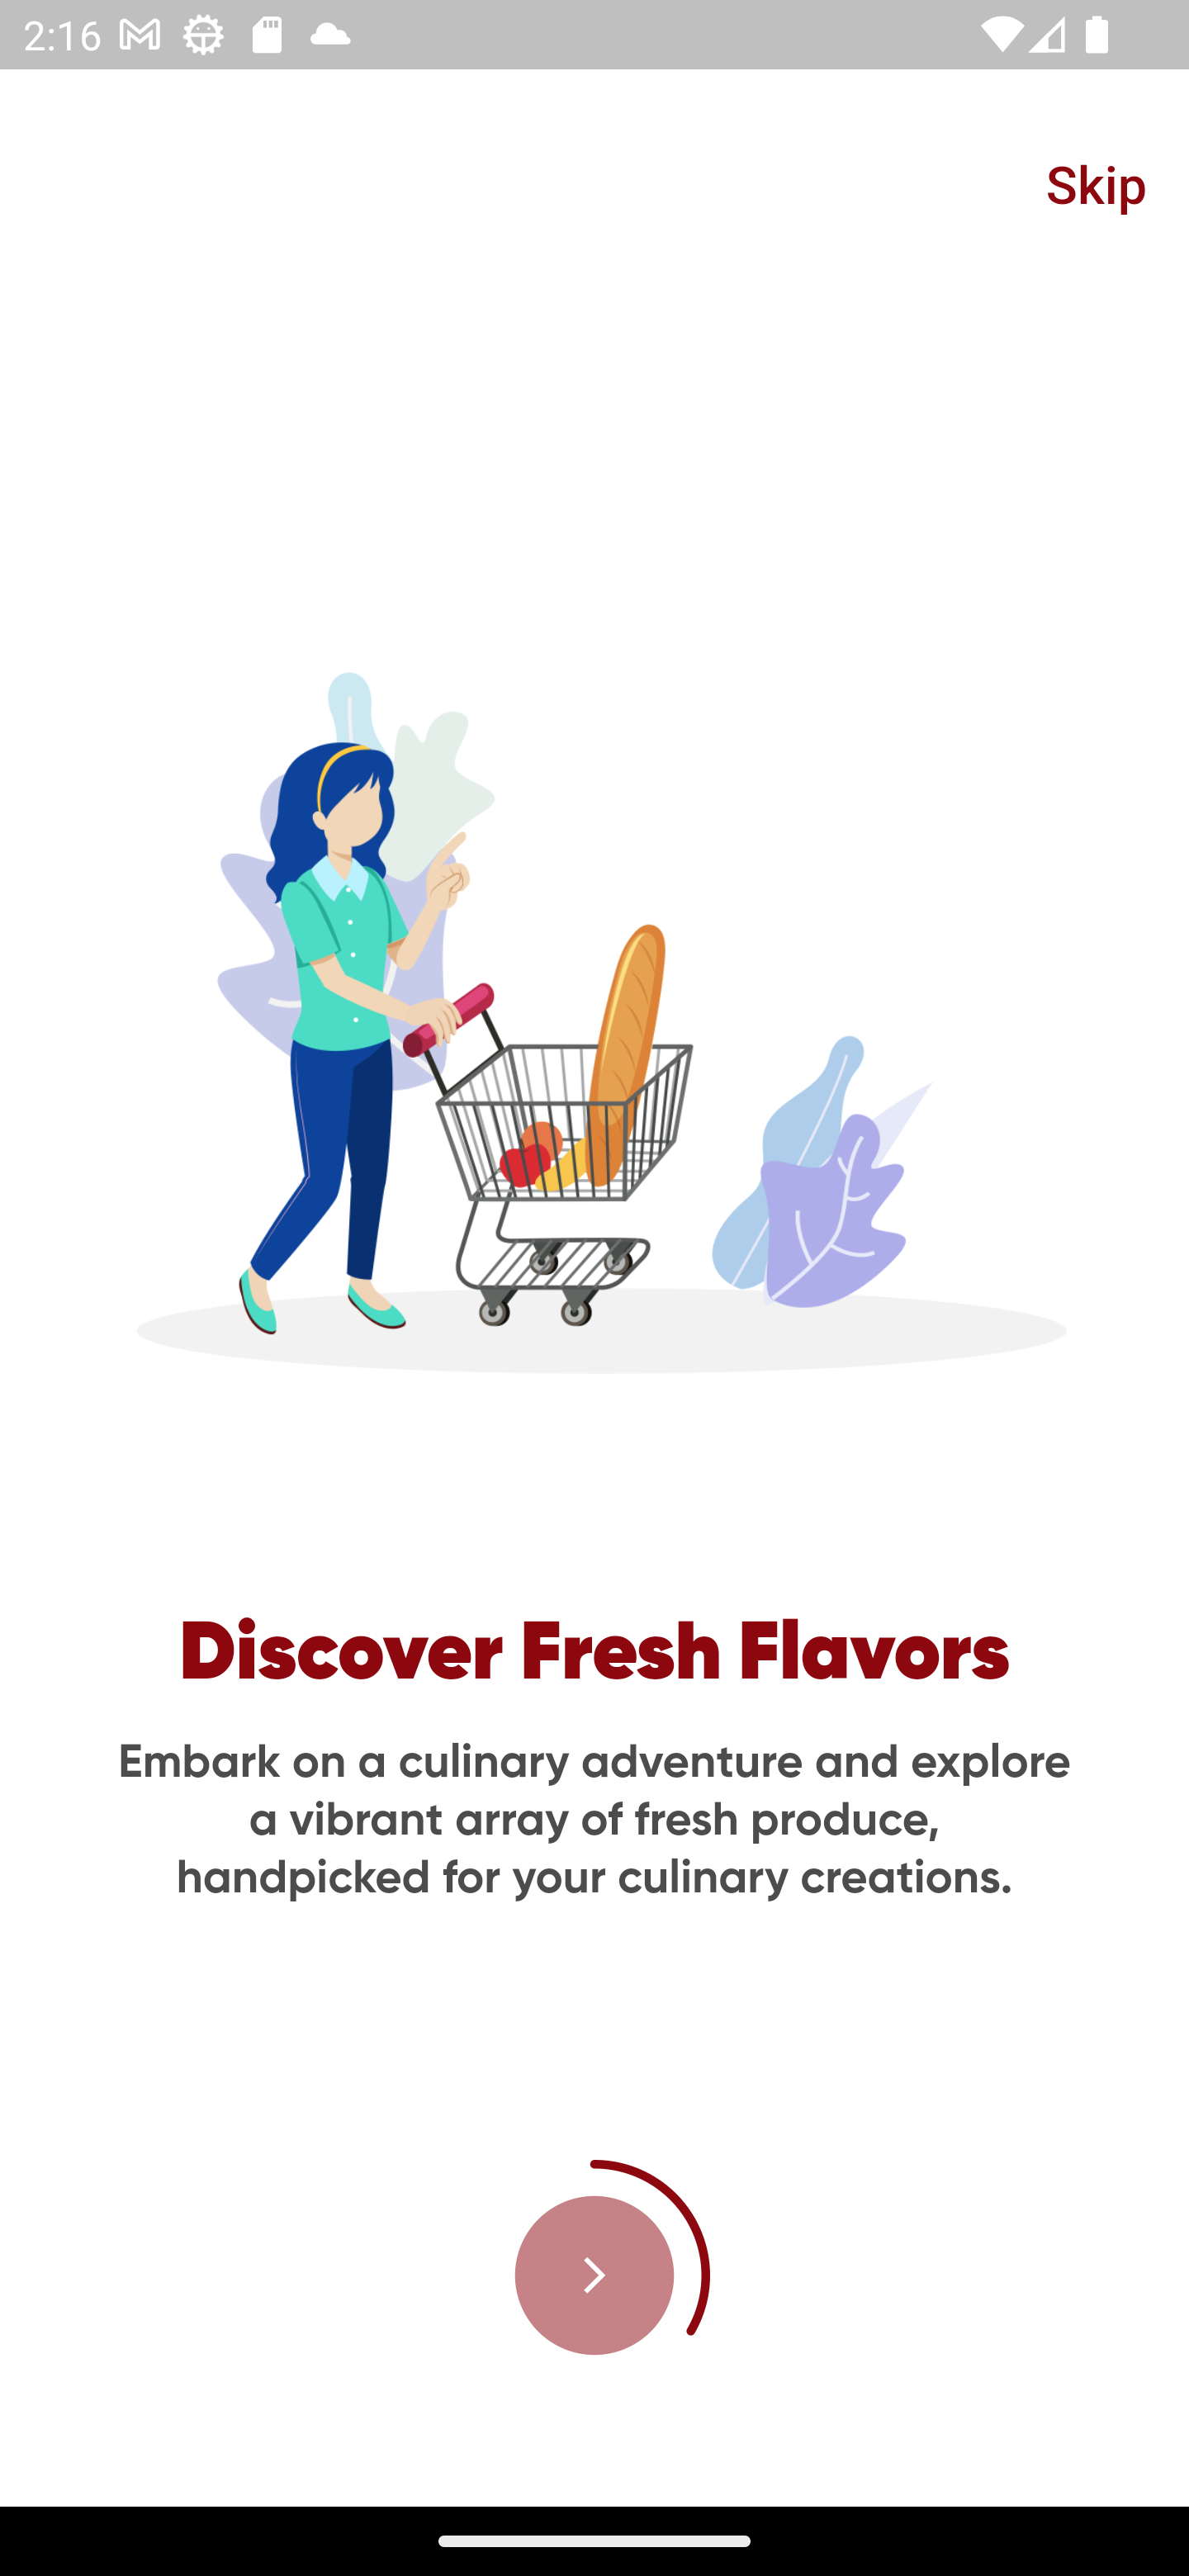 2:16
Skip
Discover Fresh Flavors
Embark on a culinary adventure and explore
a vibrant array of fresh produce,
handpicked for your culinary creations.